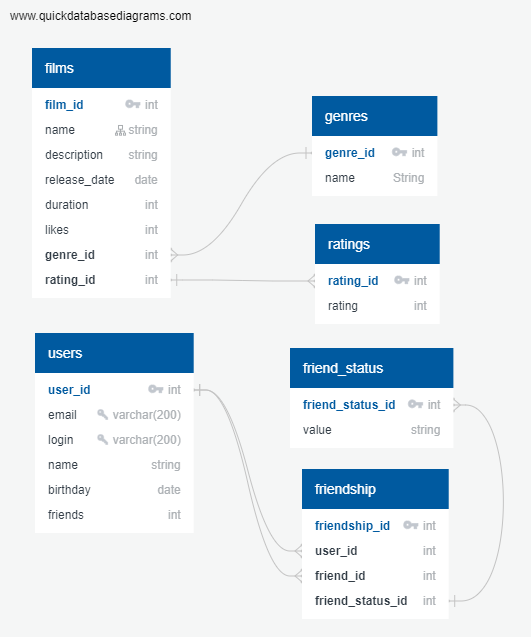 www.quickdatabasediagrams.com
films
film_id int
name string
description string
release_date date
duration int
likes int
genre_id int
rating_id int
genres
genre_id int
name String
ratings
rating_id int
rating int
users
user_id int
email varchar(200)
login varchar(200)
name string
birthday date
friends int
friend_status
friend_status_id int
value string
friendship
friendship_id int
user_id int
friend_id int
friend_status_id int